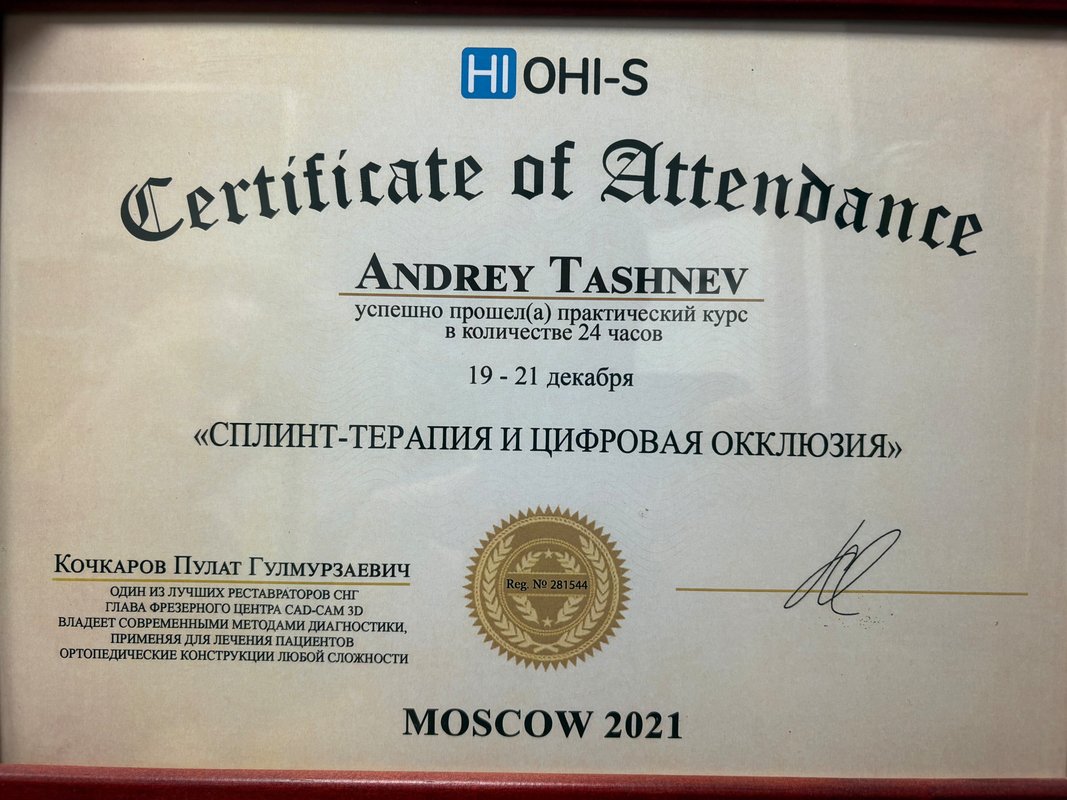 HI OHI-S
Certificate of Attendance
ANDREY TASHNEV
успешно прошел(а) практический курс
в количестве 24 часов
19 - 21 декабря
«СПЛИНТ-ТЕРАПИЯ И ЦИФРОВАЯ ОККЛЮЗИЯ»
КОЧКАРОВ ПУЛАТ ГУЛМУРЗАЕВИЧ
ОДИН ИЗ ЛУЧШИХ РЕСТАВРАТОРОВ СНГ
ГЛАВА ФРЕЗЕРНОГО ЦЕНТРА CAD-CAM 3D
ВЛАДЕЕТ СОВРЕМЕННЫМИ МЕТОДАМИ ДИАГНОСТИКИ,
ПРИМЕНЯЯ ДЛЯ ЛЕЧЕНИЯ ПАЦИЕНТОВ
ОРТОПЕДИЧЕСКИЕ КОНСТРУКЦИИ ЛЮБОЙ СЛОЖНОСТИ
Reg. № 281544
MOSCOW 2021